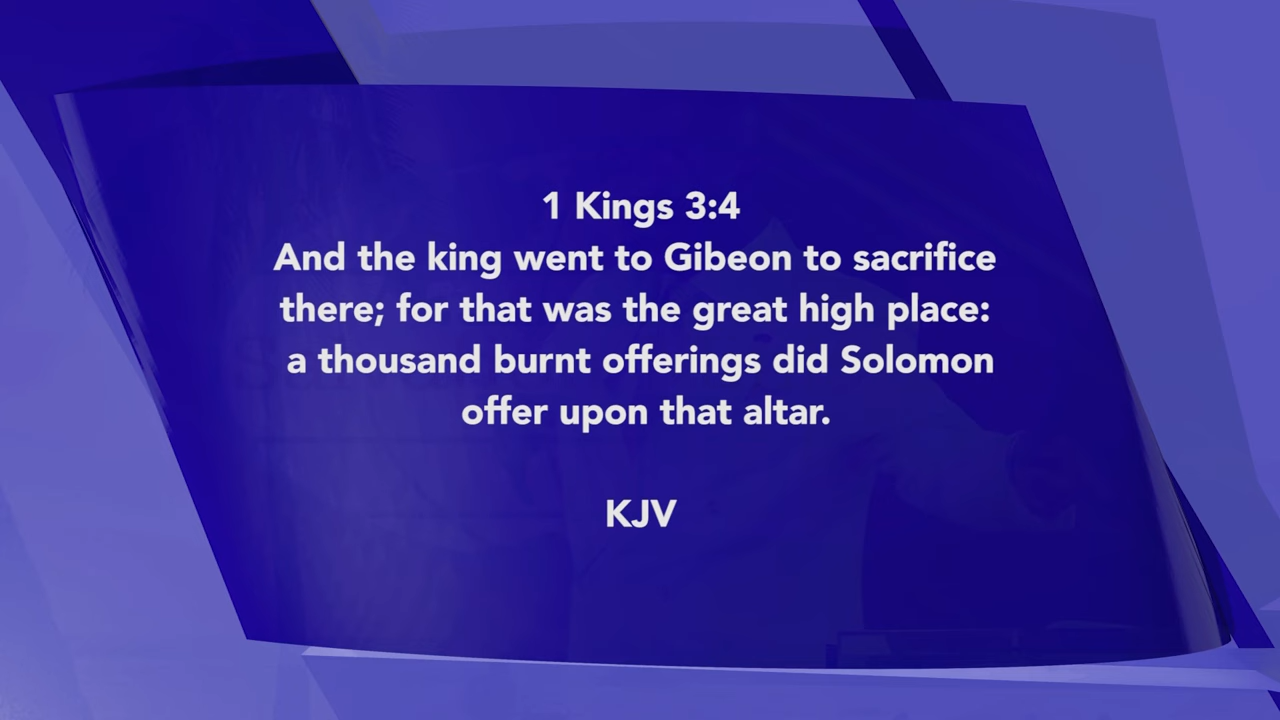 1 Kings 3:4
And the king went to Gibeon to sacrifice
there; for that was the great high place:
a thousand burnt offerings did Solomon
offer upon that altar.
KJV